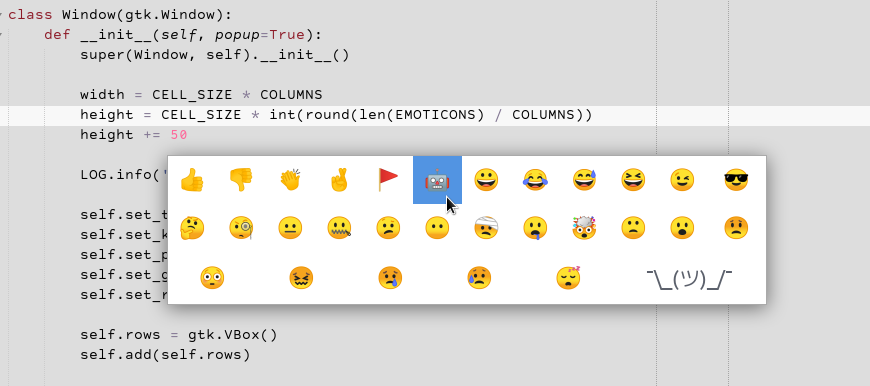 class Window(gtk.Window):
def __init__(self, popup=True):
super(Window, self).__init__()
width = CELL_SIZE * COLUMNS
height = CELL_SIZE * int(round(len(EMOTICONS) / COLUMNS))
height += 50
LOG.info('
self.set_t
self.set_k
self.set_p
self.set_g
self.set_r
¯\_(ツ)_/¯
self.rows = gtk.VBox()
self.add(self.rows)